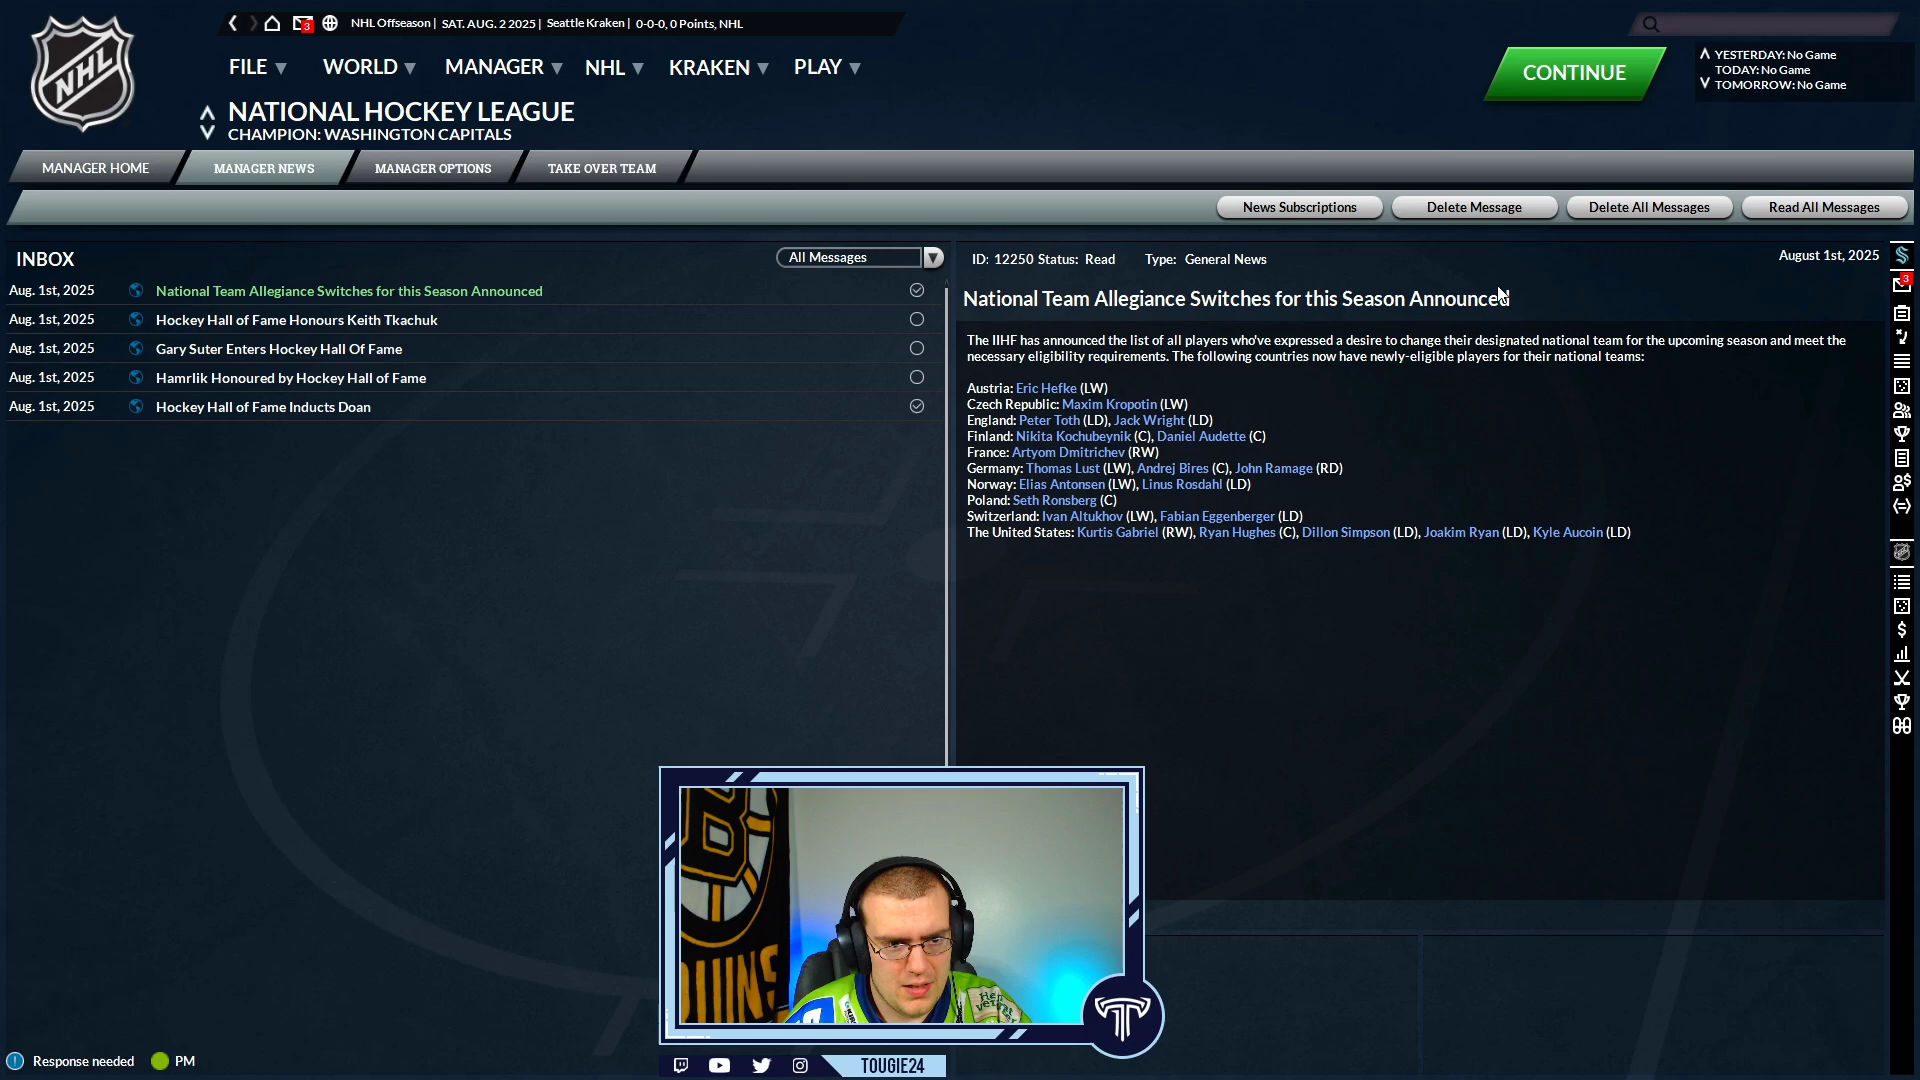 NHL Offseason | SAT. AUG. 2 2025 | Seattle Kraken | 0-0-0, 0 Points, NHL
3
NHL
FILE WORLD MANAGER NHL KRAKEN PLAY
CONTINUE
YESTERDAY: No Game
TODAY: No Game
TOMORROW: No Game
NATIONAL HOCKEY LEAGUE
CHAMPION: WASHINGTON CAPITALS
MANAGER HOME MANAGER NEWS MANAGER OPTIONS TAKE OVER TEAM
News Subscriptions Delete Message Delete All Messages Read All Messages
INBOX
All Messages
Aug. 1st, 2025 National Team Allegiance Switches for this Season Announced
Aug. 1st, 2025 Hockey Hall of Fame Honours Keith Tkachuk
Aug. 1st, 2025 Gary Suter Enters Hockey Hall Of Fame
Aug. 1st, 2025 Hamrlik Honoured by Hockey Hall of Fame
Aug. 1st, 2025 Hockey Hall of Fame Inducts Doan
ID: 12250 Status: Read Type: General News
August 1st, 2025
3
National Team Allegiance Switches for this Season Announced
The IIHF has announced the list of all players who've expressed a desire to change their designated national team for the upcoming season and meet the
necessary eligibility requirements. The following countries now have newly-eligible players for their national teams:
Austria: Eric Hefke (LW)
Czech Republic: Maxim Kropotin (LW)
England: Peter Toth (LD), Jack Wright (LD)
Finland: Nikita Kochubeynik (C), Daniel Audette (C)
France: Artyom Dmitrichev (RW)
Germany: Thomas Lust (LW), Andrej Bires (C), John Ramage (RD)
Norway: Elias Antonsen (LW), Linus Rosdahl (LD)
Poland: Seth Ronsberg (C)
Switzerland: Ivan Altukhov (LW), Fabian Eggenberger (LD)
The United States: Kurtis Gabriel (RW), Ryan Hughes (C), Dillon Simpson (LD), Joakim Ryan (LD), Kyle Aucoin (LD)
B
Response needed PM
TOUGIE24